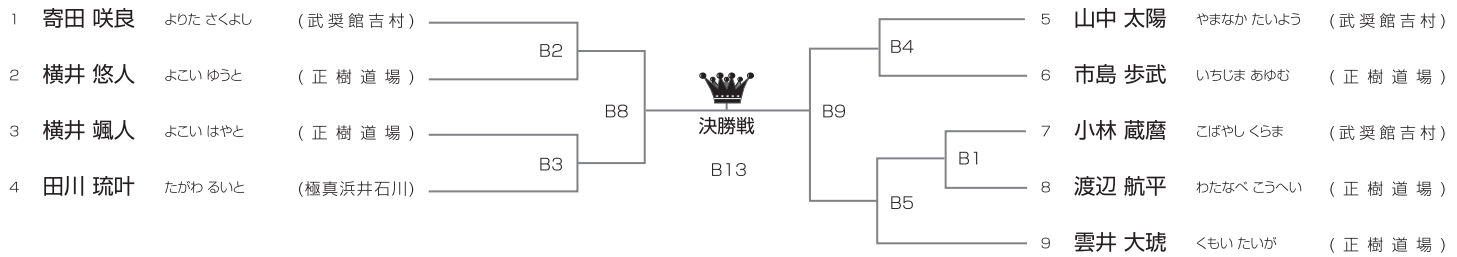 1 寄田 咲良 よりた さくよし (武奨館吉村)
2 横井 悠人 よこい ゆうと (正樹道場)
B2
3 横井 颯人 よこい はやと (正樹道場)
4 田川 琉叶 たがわ るいと (極真浜井石川)
B3
B8
決勝戦
B13
5 山中 太陽 やまなか たいよう (武奨館吉村)
6 市島 歩武 いちじま あゆむ (正樹道場)
B4
B9
7 小林 蔵麿 こばやし くらま (武奨館吉村)
8 渡辺 航平 わたなべ こうへい (正樹道場)
B1
B5
9 雲井 大琥 くもい たいが (正樹道場)